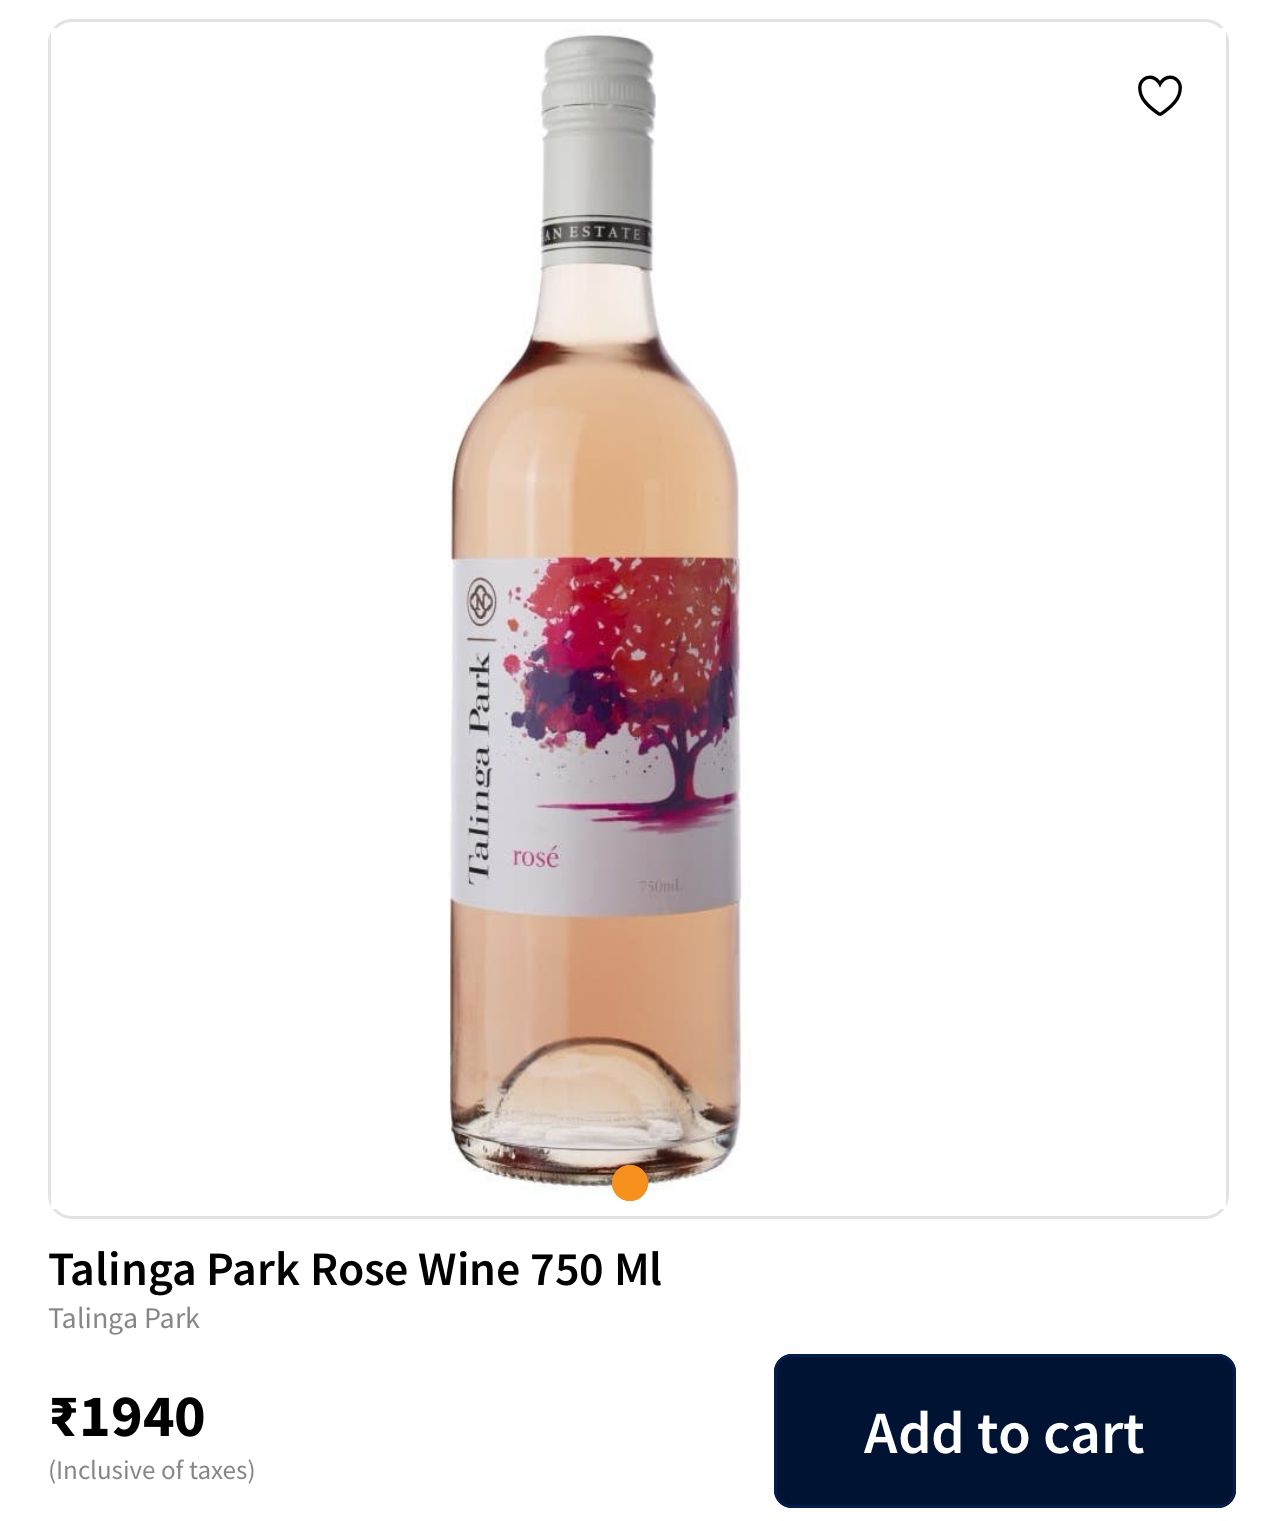 AN ESTATE
N
Talinga Park
rosé
750mL
Talinga Park Rose Wine 750 Ml
Talinga Park
₹1940
(Inclusive of taxes)
Add to cart